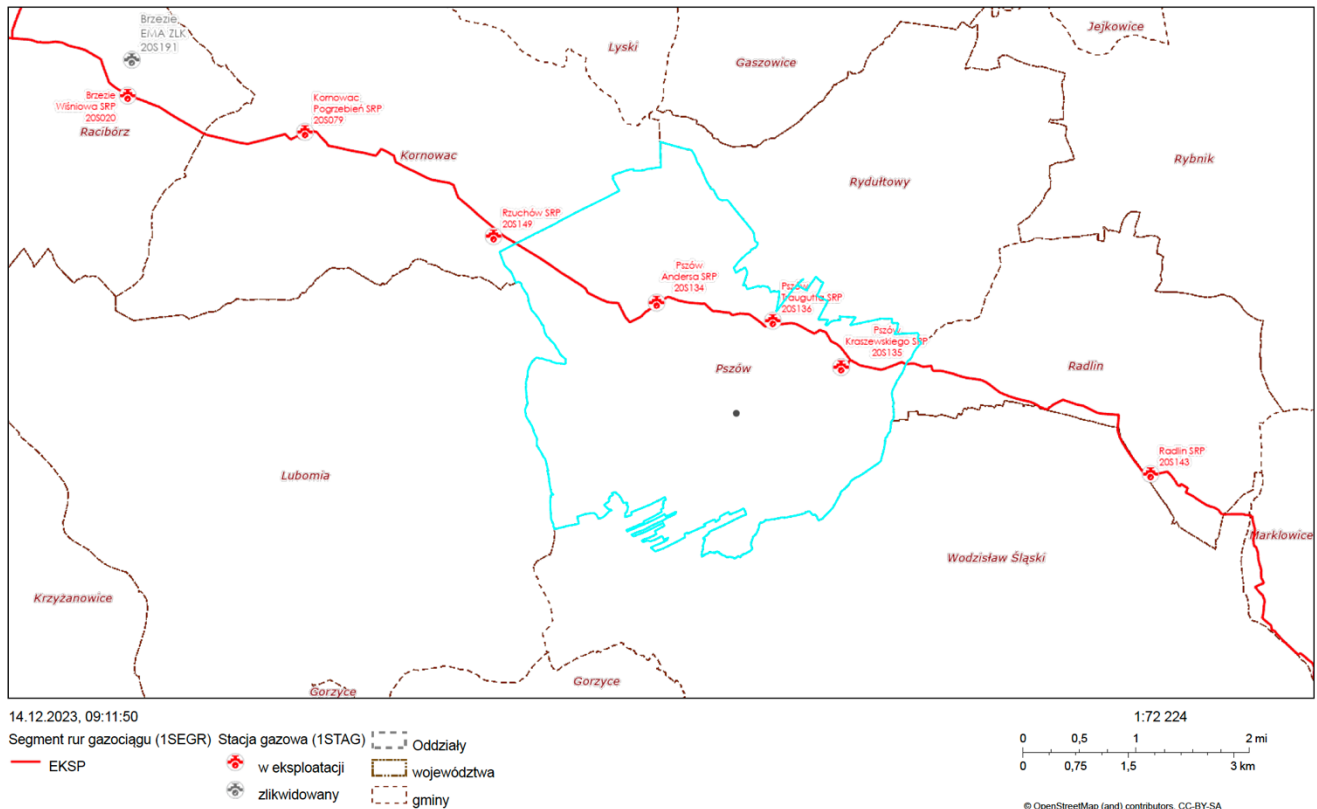 Brzezie
EMA ZLK
20S191
Jejkowice
Lyski
Gaszowice
Brzezie
Wiśniowa SRP
20S020
Racibórz
Kornowac
Pogrzebień SRP
20S079
Kornowac
Rybnik
Rydułtowy
Rzuchów SRP
20S149
Pszów
Andersa SRP
20S134
Pszów
Traugutta SRP
20S136
Pszów
Kraszewskiego SRP
20S135
Pszów
Radlin
Radlin SRP
20S143
Lubomia
Marklowice
Wodzisław Śląski
Krzyżanowice
Gorzyce
Gorzyce
14.12.2023, 09:11:50
1:72 224
Segment rur gazociągu (1SEGR)
EKSP
Stacja gazowa (1STAG)
w eksploatacji
zlikwidowany
Oddziały
województwa
gminy
0 0,5 1 2 mi
0 0,75 1,5 3 km
© OpenStreetMap (and) contributors, CC-BY-SA